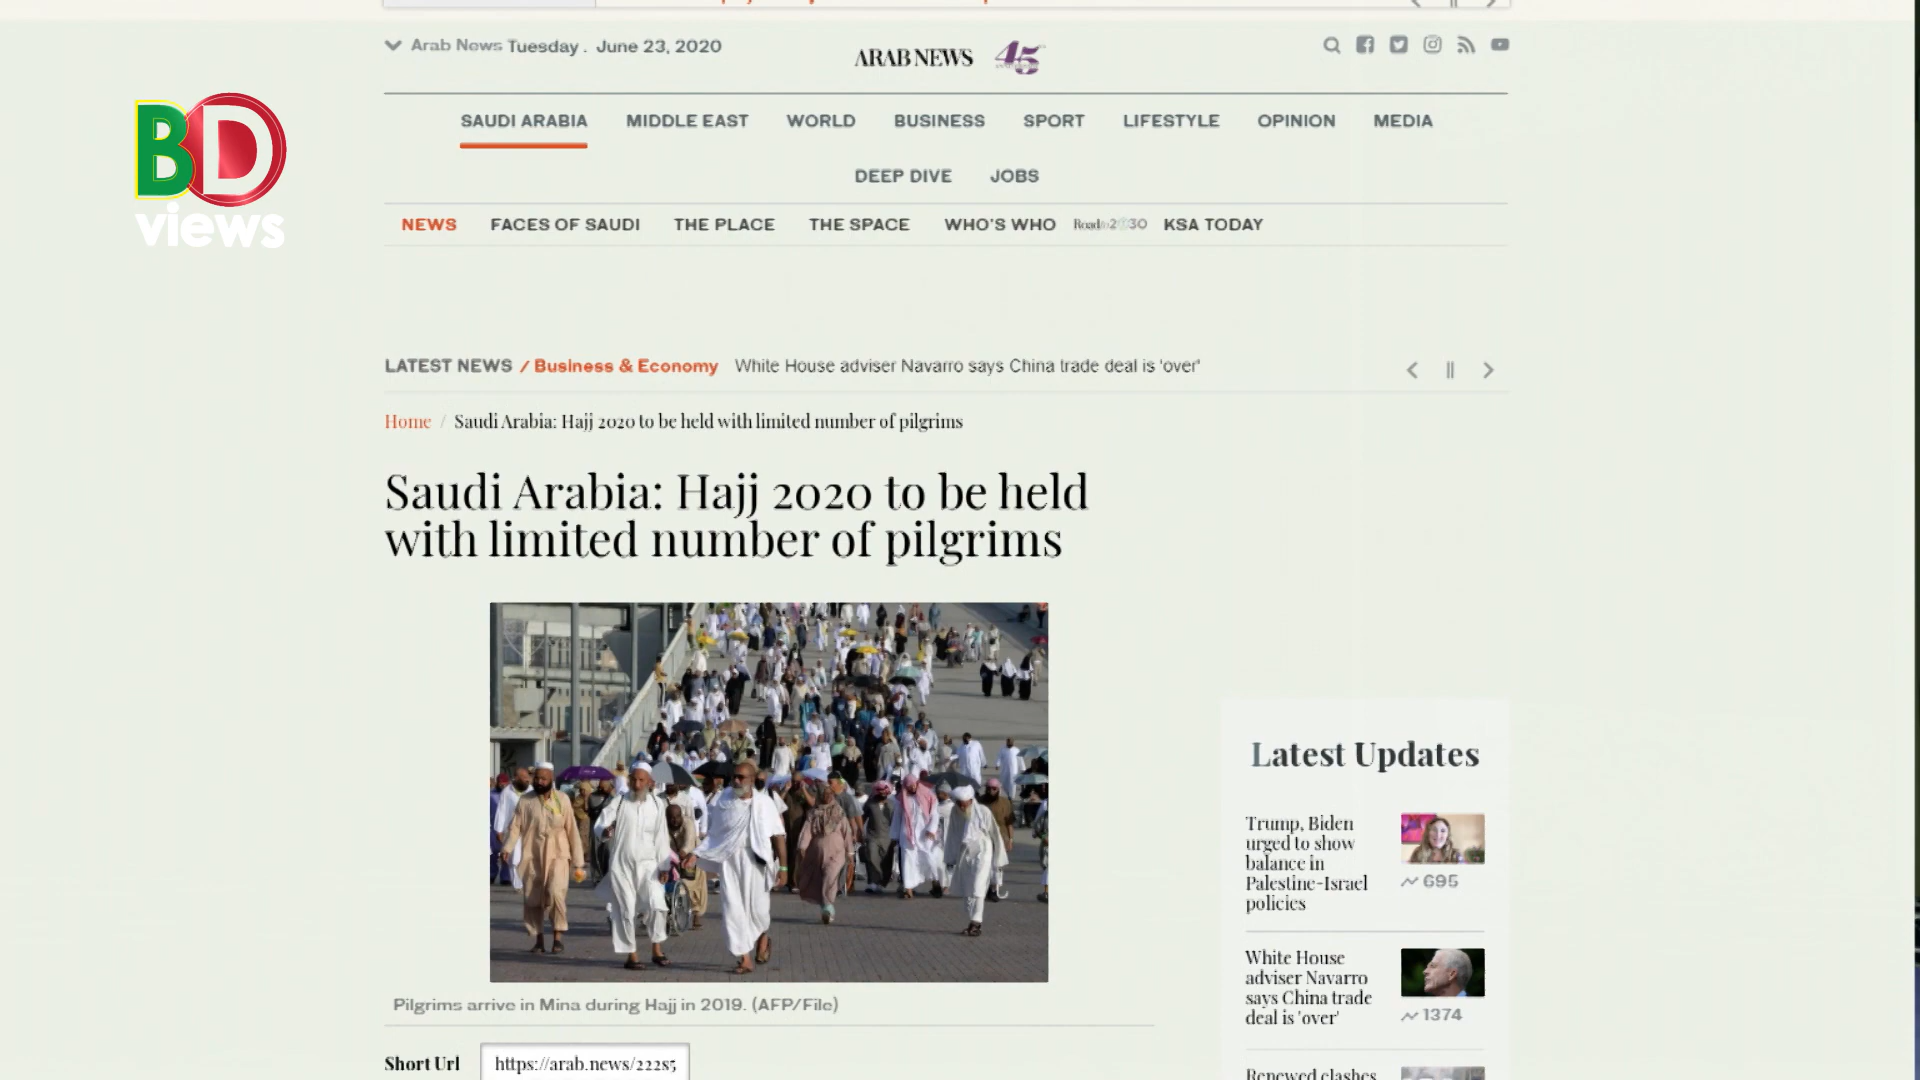 Arab News Tuesday . June 23, 2020
ARAB NEWS 45
BD
views
SAUDI ARABIA MIDDLE EAST WORLD BUSINESS SPORT LIFESTYLE OPINION MEDIA
DEEP DIVE JOBS
NEWS FACES OF SAUDI THE PLACE THE SPACE WHO'S WHO Road to 2030 KSA TODAY
LATEST NEWS / Business & Economy White House adviser Navarro says China trade deal is 'over'
Home / Saudi Arabia: Hajj 2020 to be held with limited number of pilgrims
Saudi Arabia: Hajj 2020 to be held
with limited number of pilgrims
Pilgrims arrive in Mina during Hajj in 2019. (AFP/File)
Short Url https://arab.news/222s5
Latest Updates
Trump, Biden
urged to show
balance in
Palestine-Israel
policies
695
White House
adviser Navarro
says China trade
deal is 'over'
1374
Renewed clashes